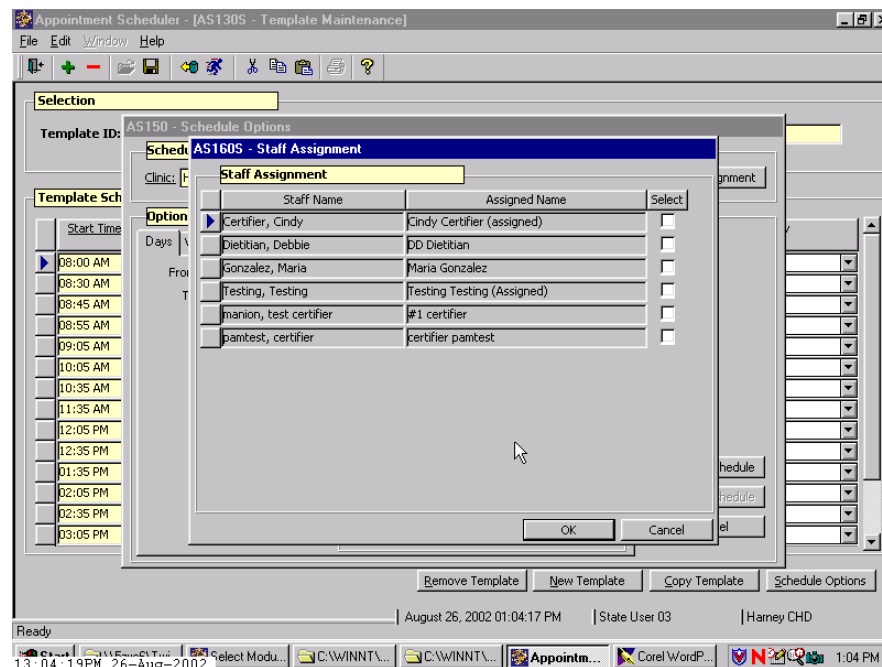 Appointment Scheduler - [AS130S - Template Maintenance]
File Edit Window Help
Selection
Template ID:
AS150 - Schedule Options
Clinic:
AS160S - Staff Assignment
Staff Assignment
Staff Name Assigned Name Select
Certifier, Cindy Cindy Certifier (assigned)
Dietitian, Debbie DD Dietitian
Gonzalez, Maria Maria Gonzalez
Testing, Testing Testing Testing (Assigned)
manion, test certifier #1 certifier
pamtest, certifier certifier pamtest
OK Cancel
Option
Days
Start Time
08:00 AM
08:30 AM
08:45 AM
08:55 AM
09:05 AM
10:05 AM
10:35 AM
11:35 AM
12:05 PM
12:35 PM
01:35 PM
02:05 PM
02:35 PM
03:05 PM
Remove Template New Template Copy Template Schedule Options
August 26, 2002 01:04:17 PM State User 03 Harney CHD
Ready
Select Modu... C:\WINNT\... C:\WINNT\... Appointm... Corel WordP... 1:04 PM
13:04:19PM 26-Aug-2002